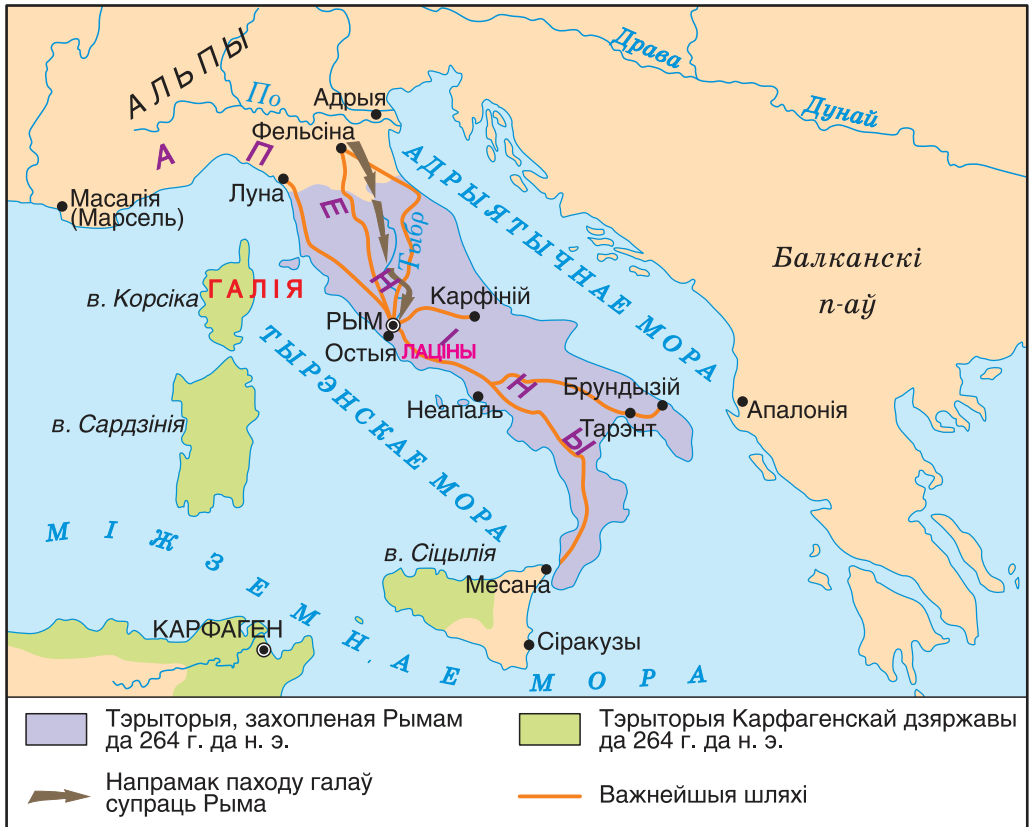 АЛЬПЫ
Драва
Дунай
По
Адрыя
Фельсіна
АПЕНІНЫ
Луна
Масалія
(Марсель)
АДРЫЯТЫЧНАЕ МОРА
Тыбр
Балканскі
п-аў
в. Корсіка
ГАЛІЯ
Карфіній
РЫМ
Остыя
ЛАЦІНЫ
ТЫРЭНСКАЕ МОРА
Неапаль
Брундызій
Тарэнт
Апалонія
в. Сардзінія
МІЖЗЕМНАЕ МОРА
в. Сіцылія
Месана
КАРФАГЕН
Сіракузы
Тэрыторыя, захопленая Рымам
да 264 г. да н. э.
Тэрыторыя Карфагенскай дзяржавы
да 264 г. да н. э.
Напрамак паходу галаў
супраць Рыма
Важнейшыя шляхі